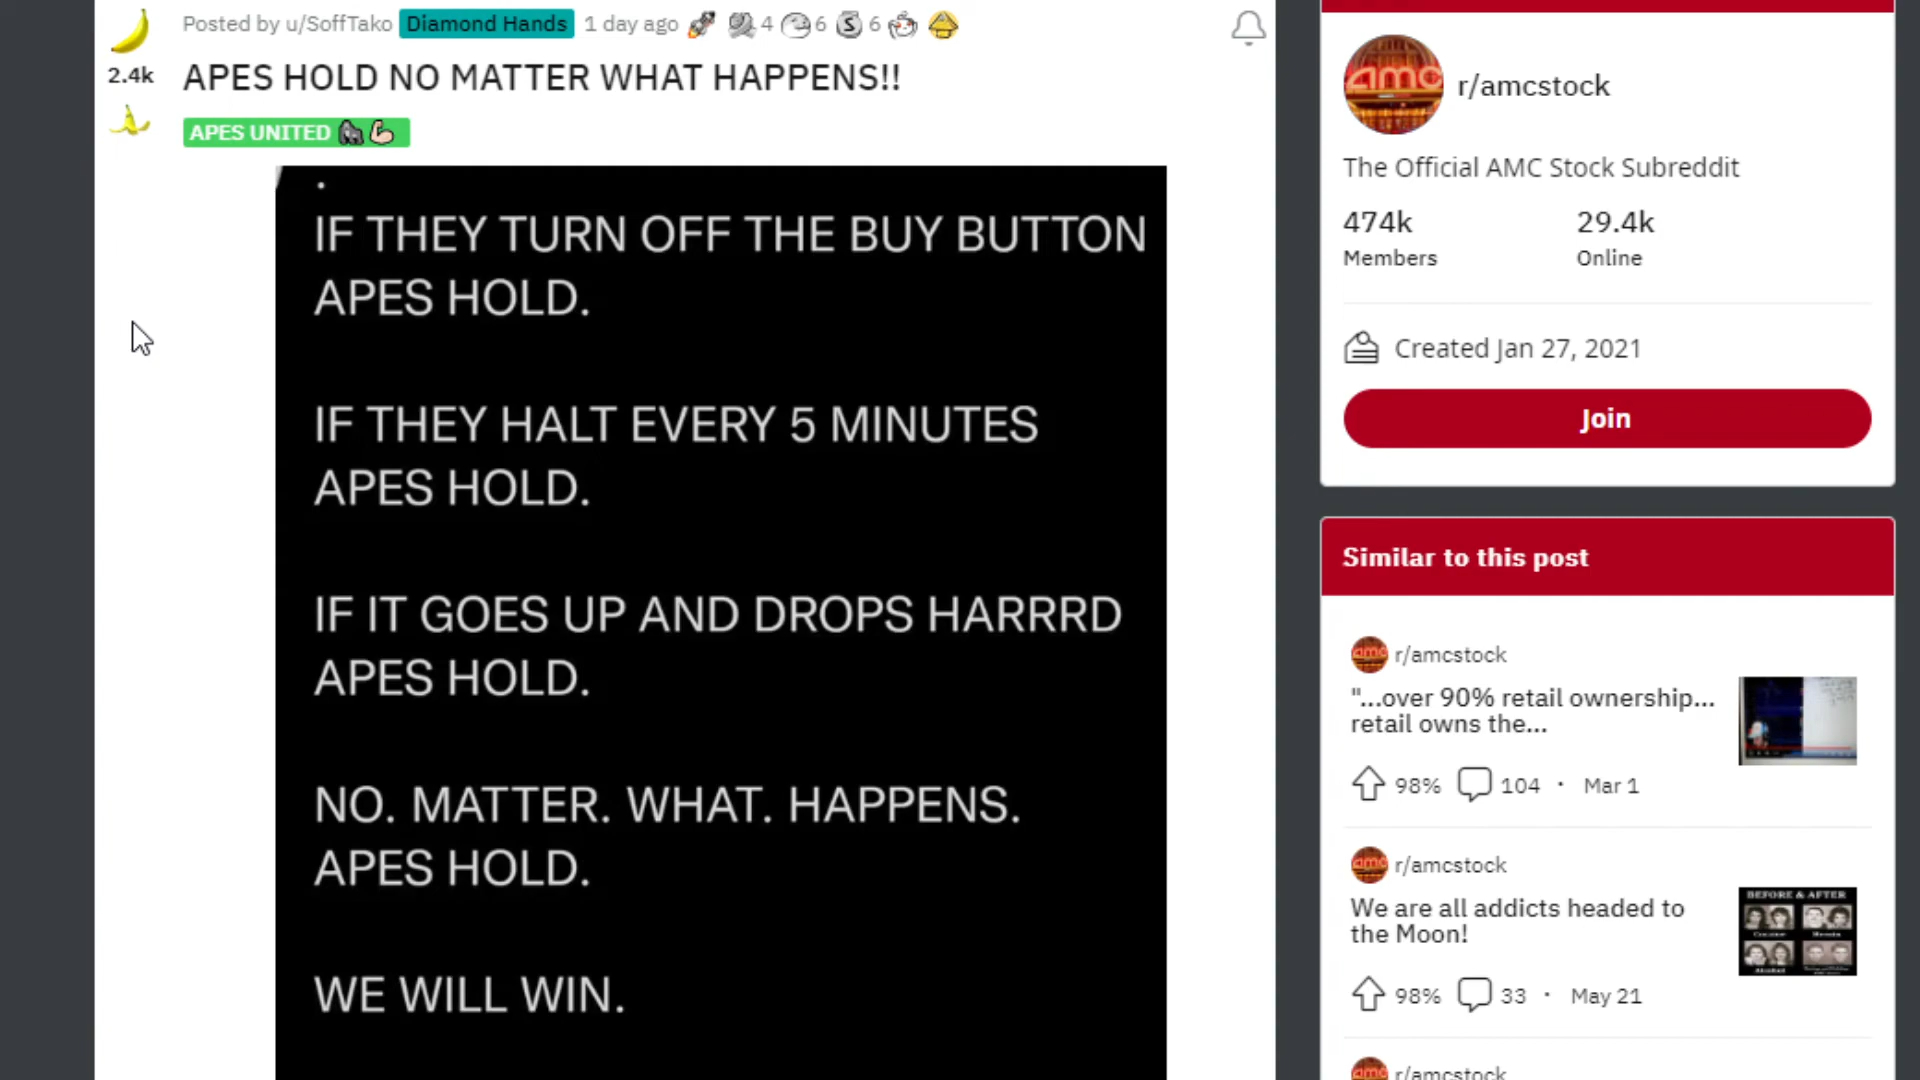 Posted by u/SoffTako Diamond Hands 1 day ago 4 6 6
2.4k
APES HOLD NO MATTER WHAT HAPPENS!!
APES UNITED
.
IF THEY TURN OFF THE BUY BUTTON
APES HOLD.
IF THEY HALT EVERY 5 MINUTES
APES HOLD.
IF IT GOES UP AND DROPS HARRRD
APES HOLD.
NO. MATTER. WHAT. HAPPENS.
APES HOLD.
WE WILL WIN.
amc
r/amcstock
The Official AMC Stock Subreddit
474k 29.4k
Members Online
Created Jan 27, 2021
Join
Similar to this post
amc r/amcstock
"...over 90% retail ownership...
retail owns the...
98% 104 · Mar 1
amc r/amcstock
We are all addicts headed to
the Moon!
BEFORE & AFTER
98% 33 · May 21
r/amcstock